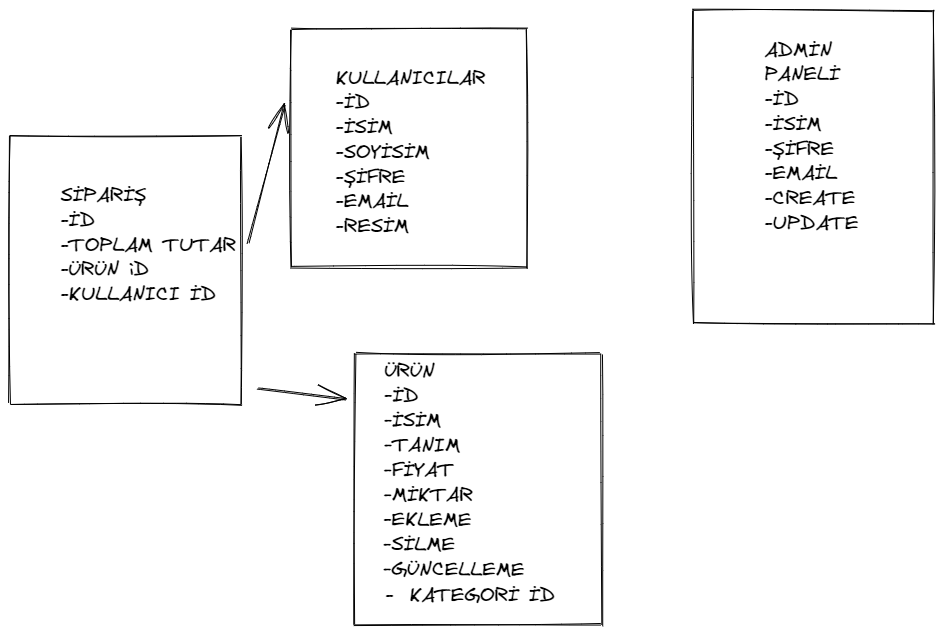 SİPARİŞ
-İD
-TOPLAM TUTAR
-ÜRÜN iD
-KULLANICI İD
KULLANICILAR
-İD
-İSİM
-SOYİSİM
-ŞİFRE
-EMAİL
-RESİM
ADMİN
PANELİ
-İD
-İSİM
-ŞİFRE
-EMAİL
-CREATE
-UPDATE
ÜRÜN
-İD
-İSİM
-TANIM
-FİYAT
-MİKTAR
-EKLEME
-SİLME
-GÜNCELLEME
- KATEGORİ İD